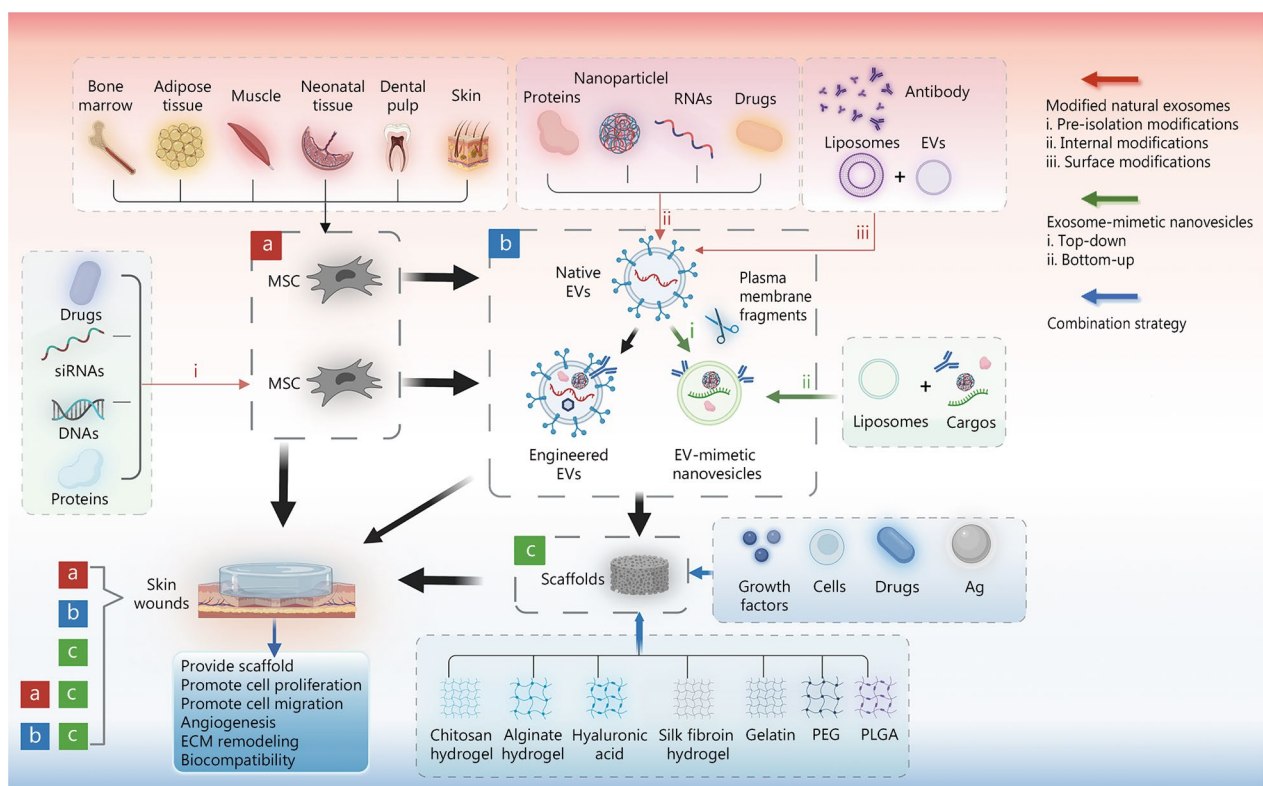 Bone
marrow
Adipose
tissue
Muscle
Neonatal
tissue
Dental
pulp
Skin
Proteins
Nanoparticlel
RNAs
Drugs
Antibody
Liposomes
+
EVs
Modified natural exosomes
i. Pre-isolation modifications
ii. Internal modifications
iii. Surface modifications
Exosome-mimetic nanovesicles
i. Top-down
ii. Bottom-up
Combination strategy
Drugs
siRNAs
DNAs
Proteins
i
a
MSC
MSC
b
ii
iii
Native
EVs
Plasma
membrane
fragments
i
Engineered
EVs
EV-mimetic
nanovesicles
ii
Liposomes
+
Cargos
c
Scaffolds
Growth
factors
Cells
Drugs
Ag
Chitosan
hydrogel
Alginate
hydrogel
Hyaluronic
acid
Silk fibroin
hydrogel
Gelatin
PEG
PLGA
a
b
c
a c
b c
Skin
wounds
Provide scaffold
Promote cell proliferation
Promote cell migration
Angiogenesis
ECM remodeling
Biocompatibility